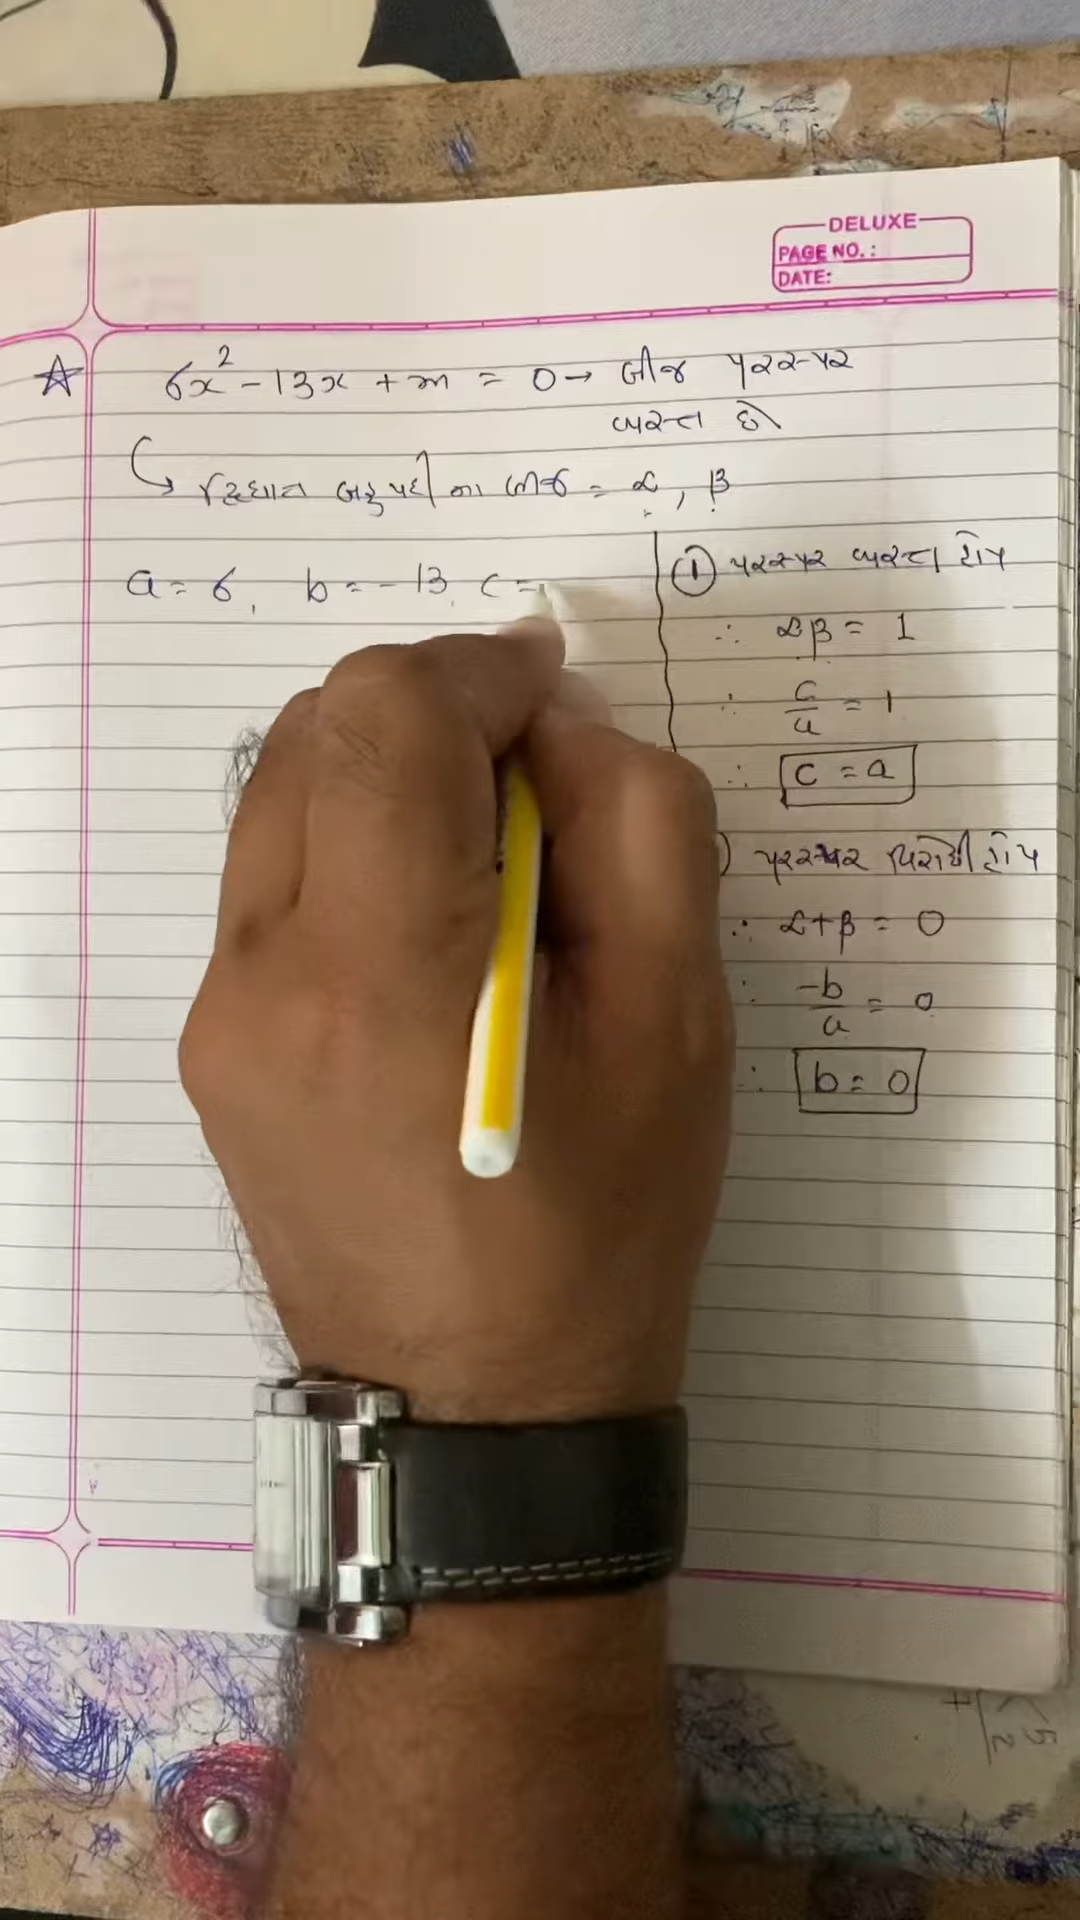 DELUXE
PAGE NO. :
DATE:
6x² - 13x + m = 0 → બીજ પરસ્પર
વ્યસ્ત છે
દ્વિઘાત બહુપદી ના બીજ = α, β
a = 6, b = -13, c =
① પરસ્પર વ્યસ્ત હોય
∴ αβ = 1
∴ c/a = 1
∴ c = a
) પરસ્પર વિરોધી હોય
∴ α+β = 0
∴ -b/a = 0
∴ b = 0